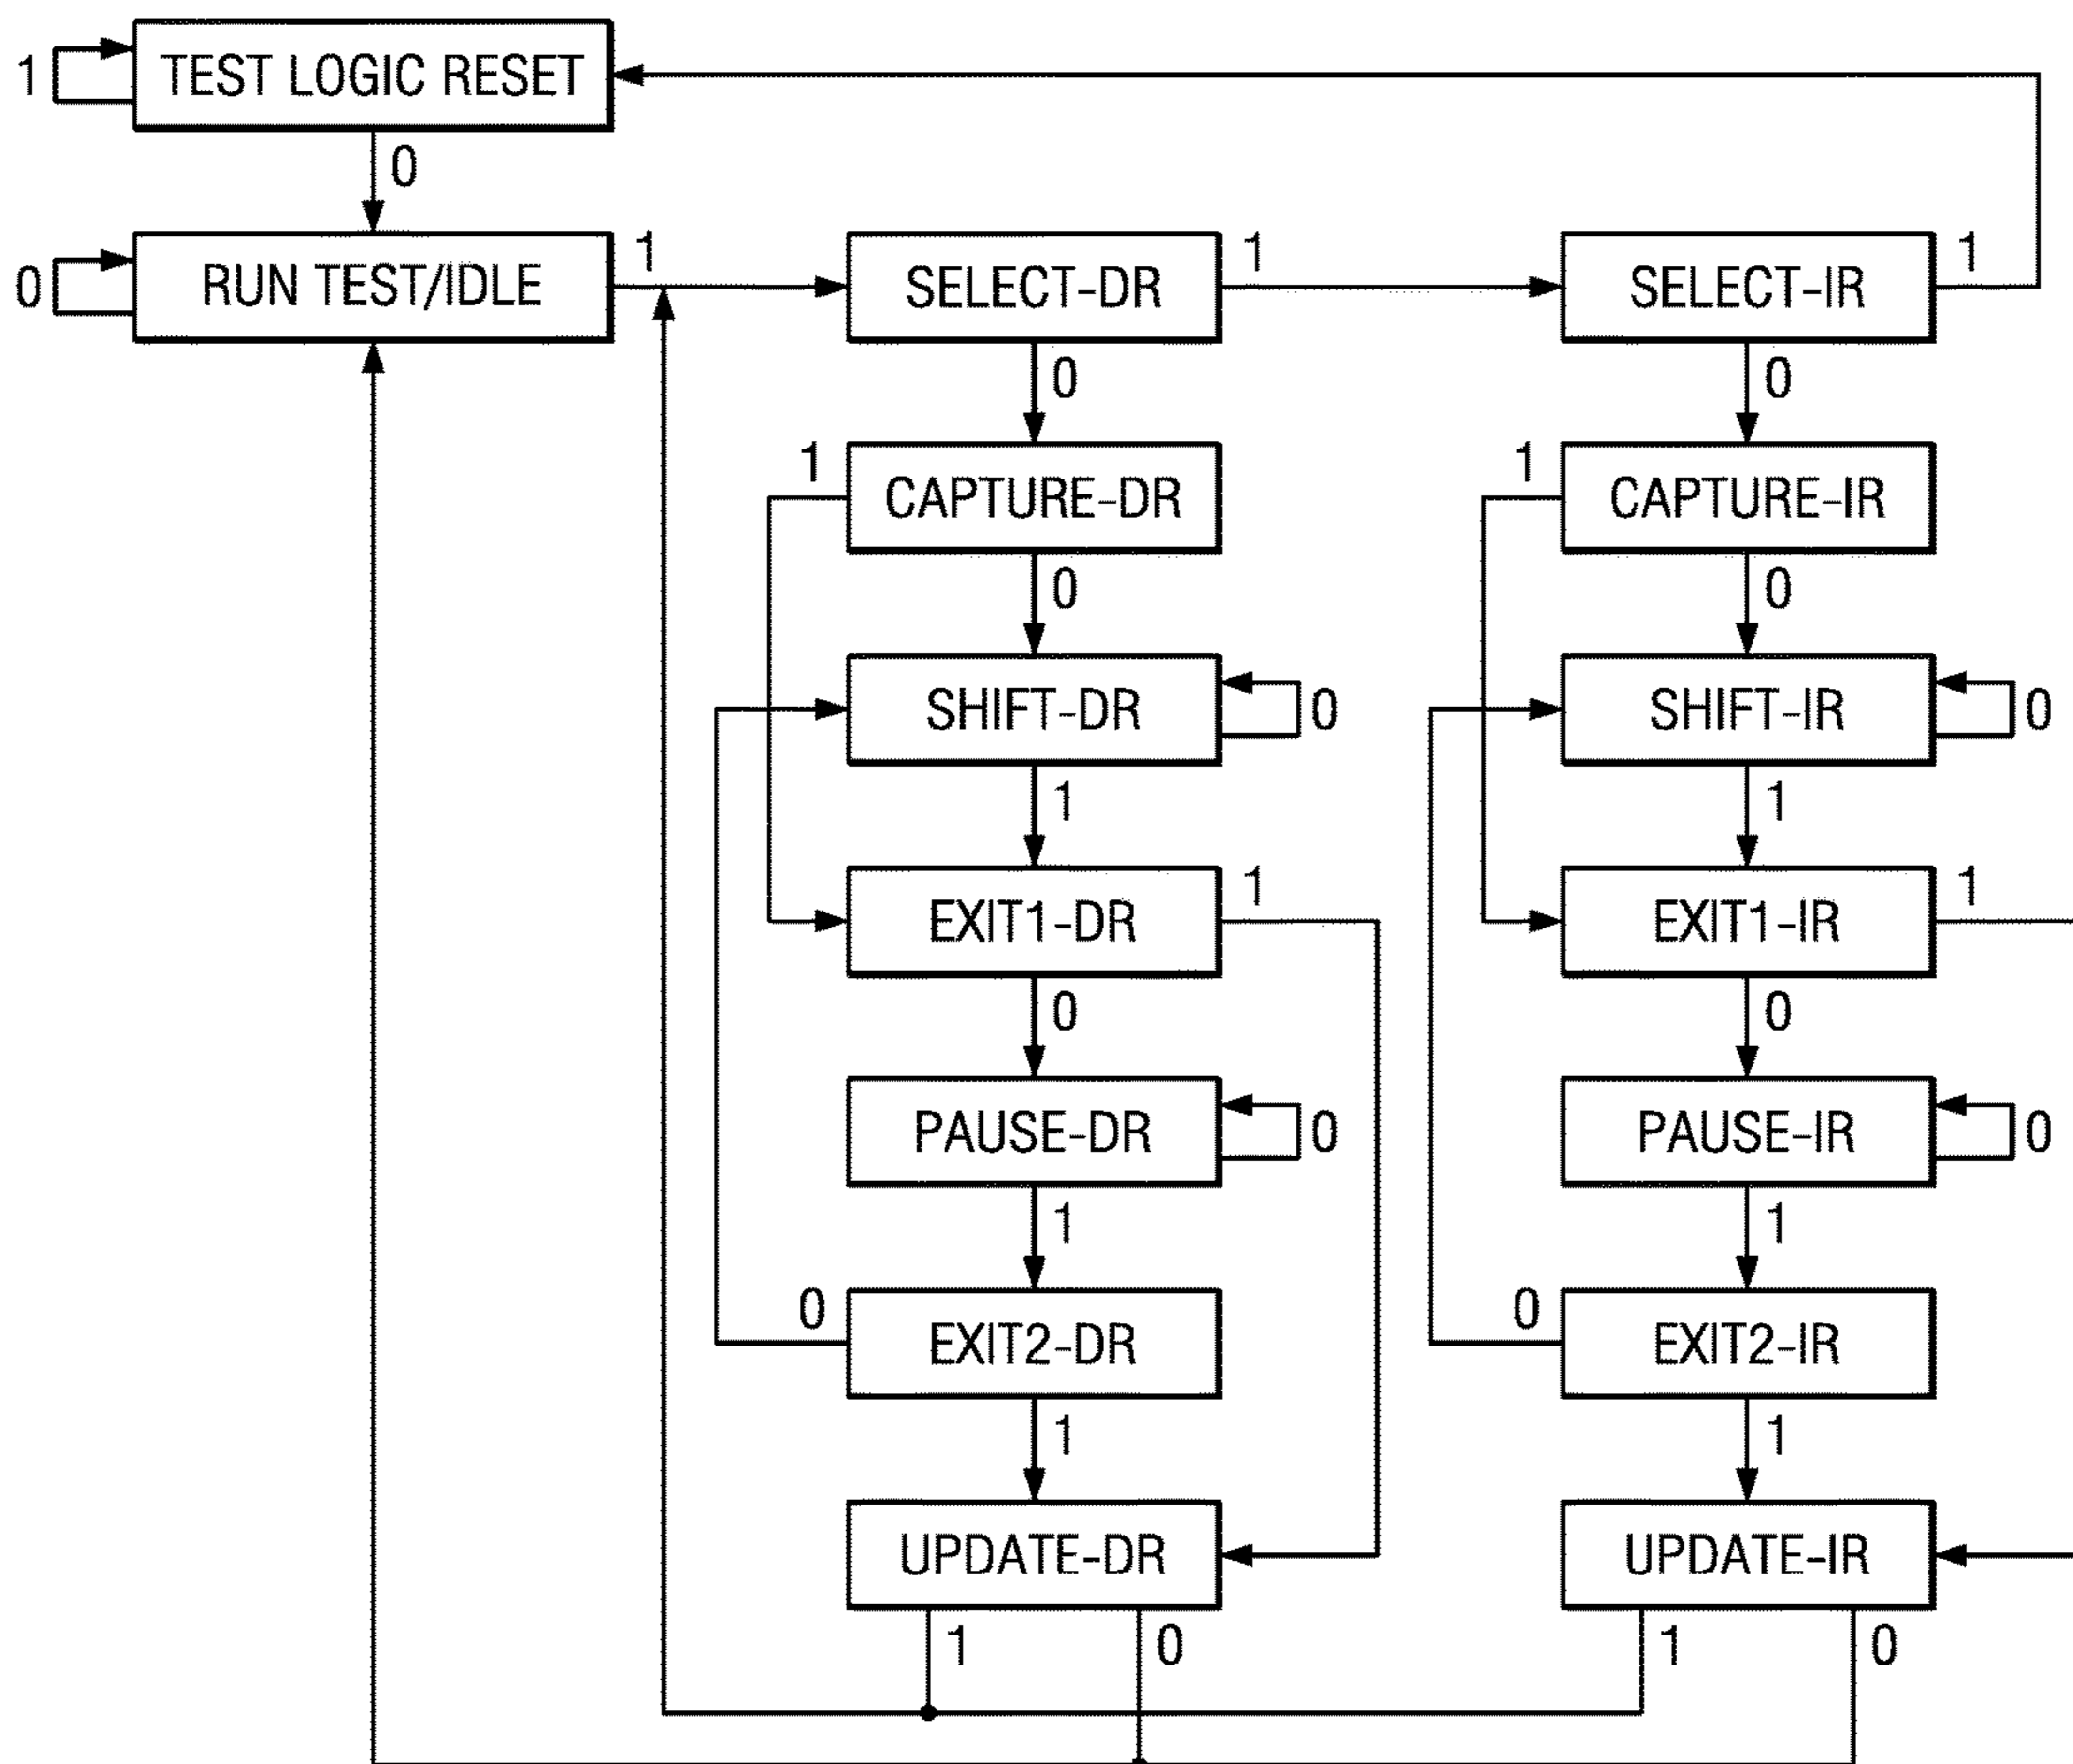 1 TEST LOGIC RESET
0
0 RUN TEST/IDLE 1 SELECT-DR 1 SELECT-IR 1
0 0
1 CAPTURE-DR 1 CAPTURE-IR
0 0
SHIFT-DR 0 SHIFT-IR 0
1 1
EXIT1-DR 1 EXIT1-IR 1
0 0
PAUSE-DR 0 PAUSE-IR 0
1 1
0 EXIT2-DR 0 EXIT2-IR
1 1
UPDATE-DR UPDATE-IR
1 0 1 0